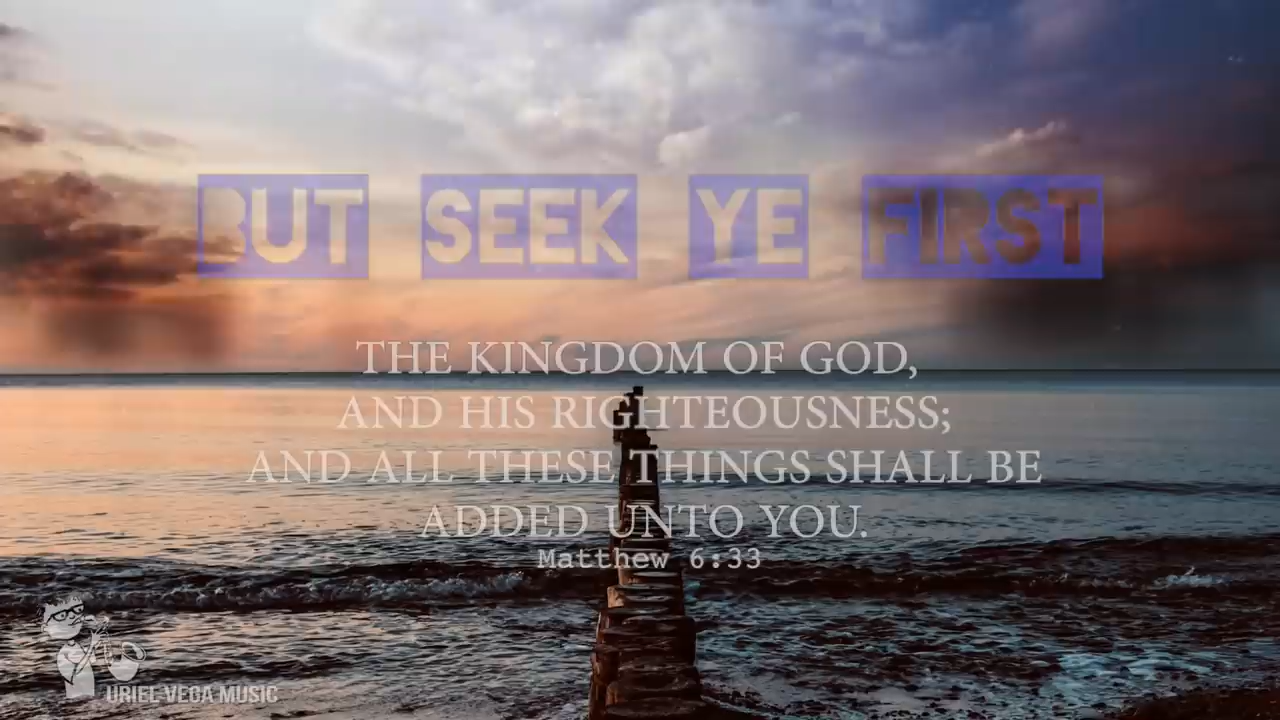 BUT SEEK YE FIRST
THE KINGDOM OF GOD,
AND HIS RIGHTEOUSNESS;
AND ALL THESE THINGS SHALL BE
ADDED UNTO YOU.
Matthew 6:33
URIEL VEGA MUSIC